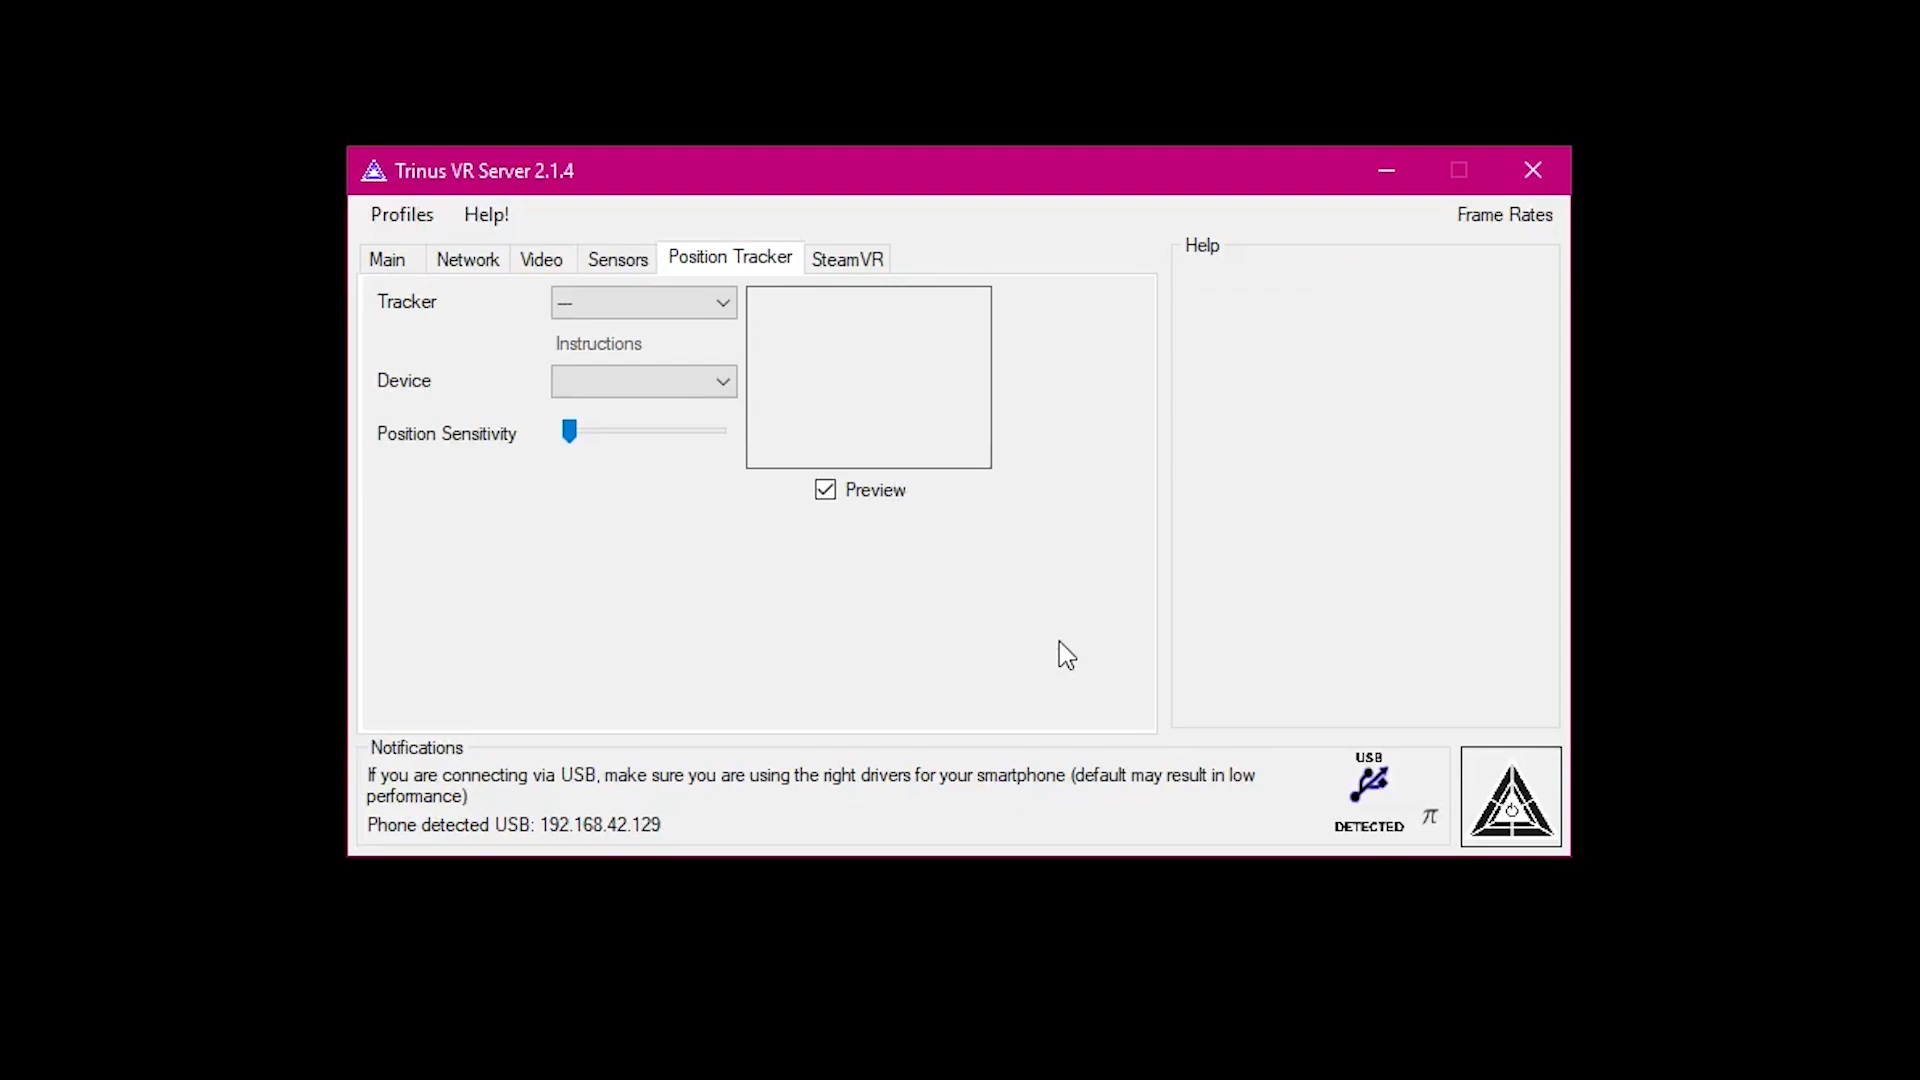 Trinus VR Server 2.1.4
Profiles Help! Frame Rates
Main Network Video Sensors Position Tracker SteamVR
Help
Tracker ---
Instructions
Device
Position Sensitivity
Preview
Notifications
If you are connecting via USB, make sure you are using the right drivers for your smartphone (default may result in low
performance)
Phone detected USB: 192.168.42.129
USB
DETECTED
π